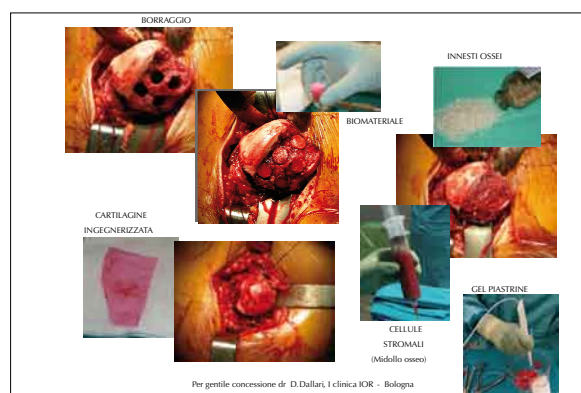 BORRAGGIO
INNESTI OSSEI
BIOMATERIALE
CARTILAGINE
INGEGNERIZZATA
GEL PIASTRINE
CELLULE
STROMALI
(Midollo osseo)
Per gentile concessione dr D.Dallari, I clinica IOR - Bologna